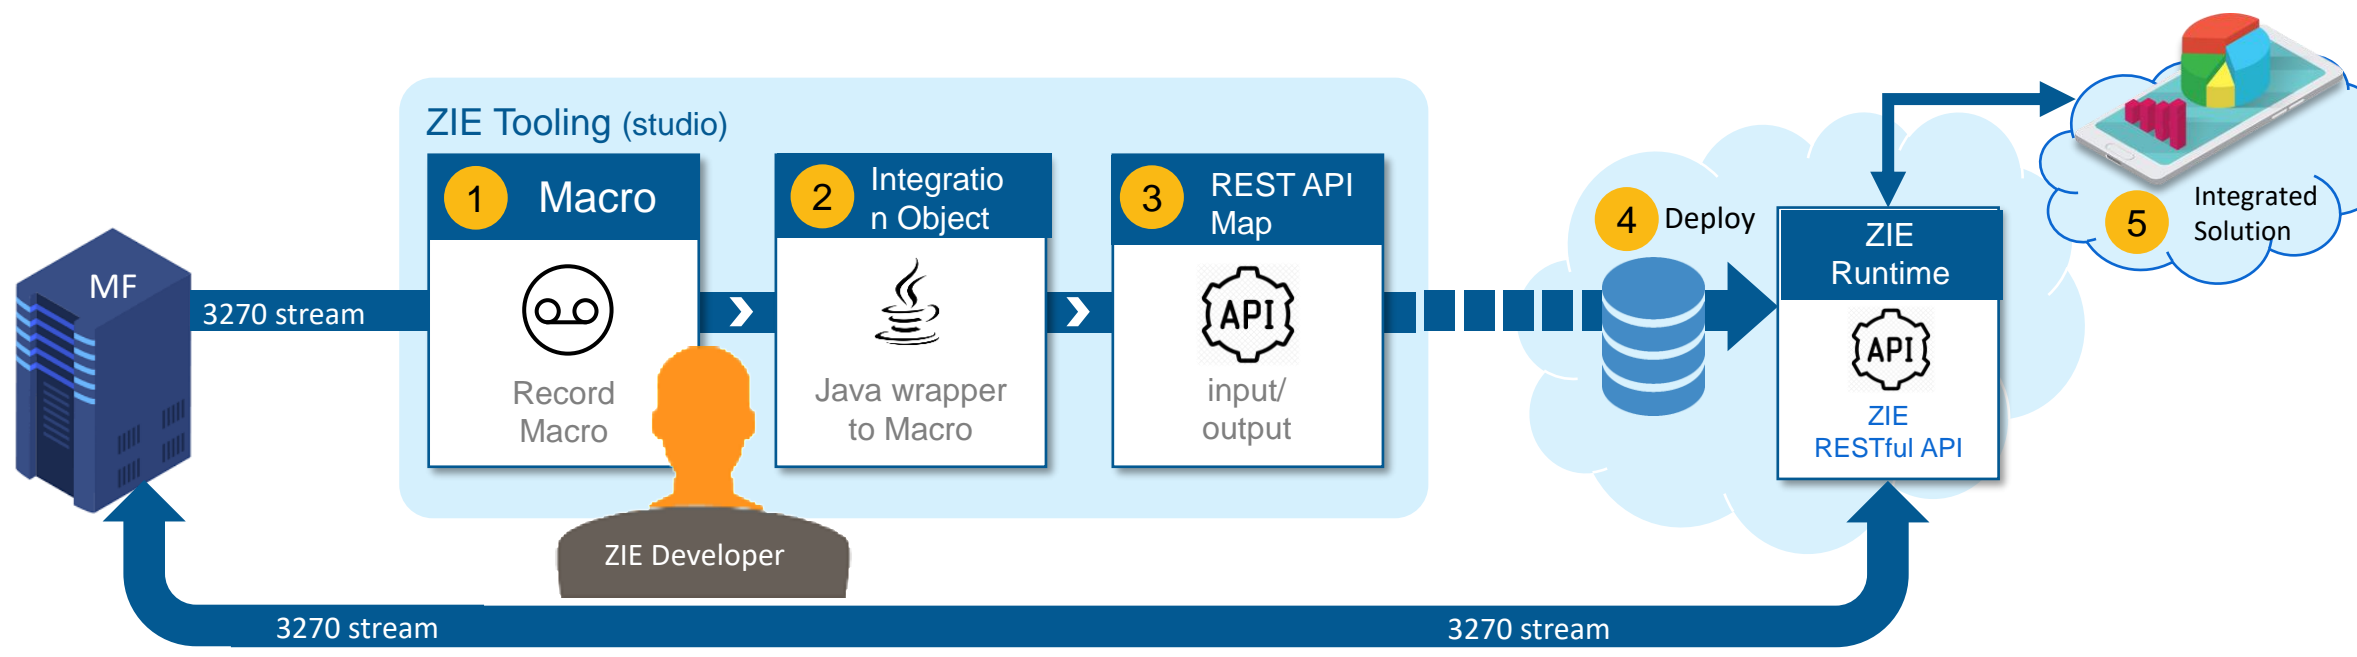 ZIE Tooling (studio)
MF
3270 stream
1
Macro
Record
Macro
2
Integratio
n Object
Java wrapper
to Macro
3
REST API
Map
API
input/
output
ZIE Developer
4
Deploy
ZIE
Runtime
API
ZIE
RESTful API
5
Integrated
Solution
3270 stream
3270 stream